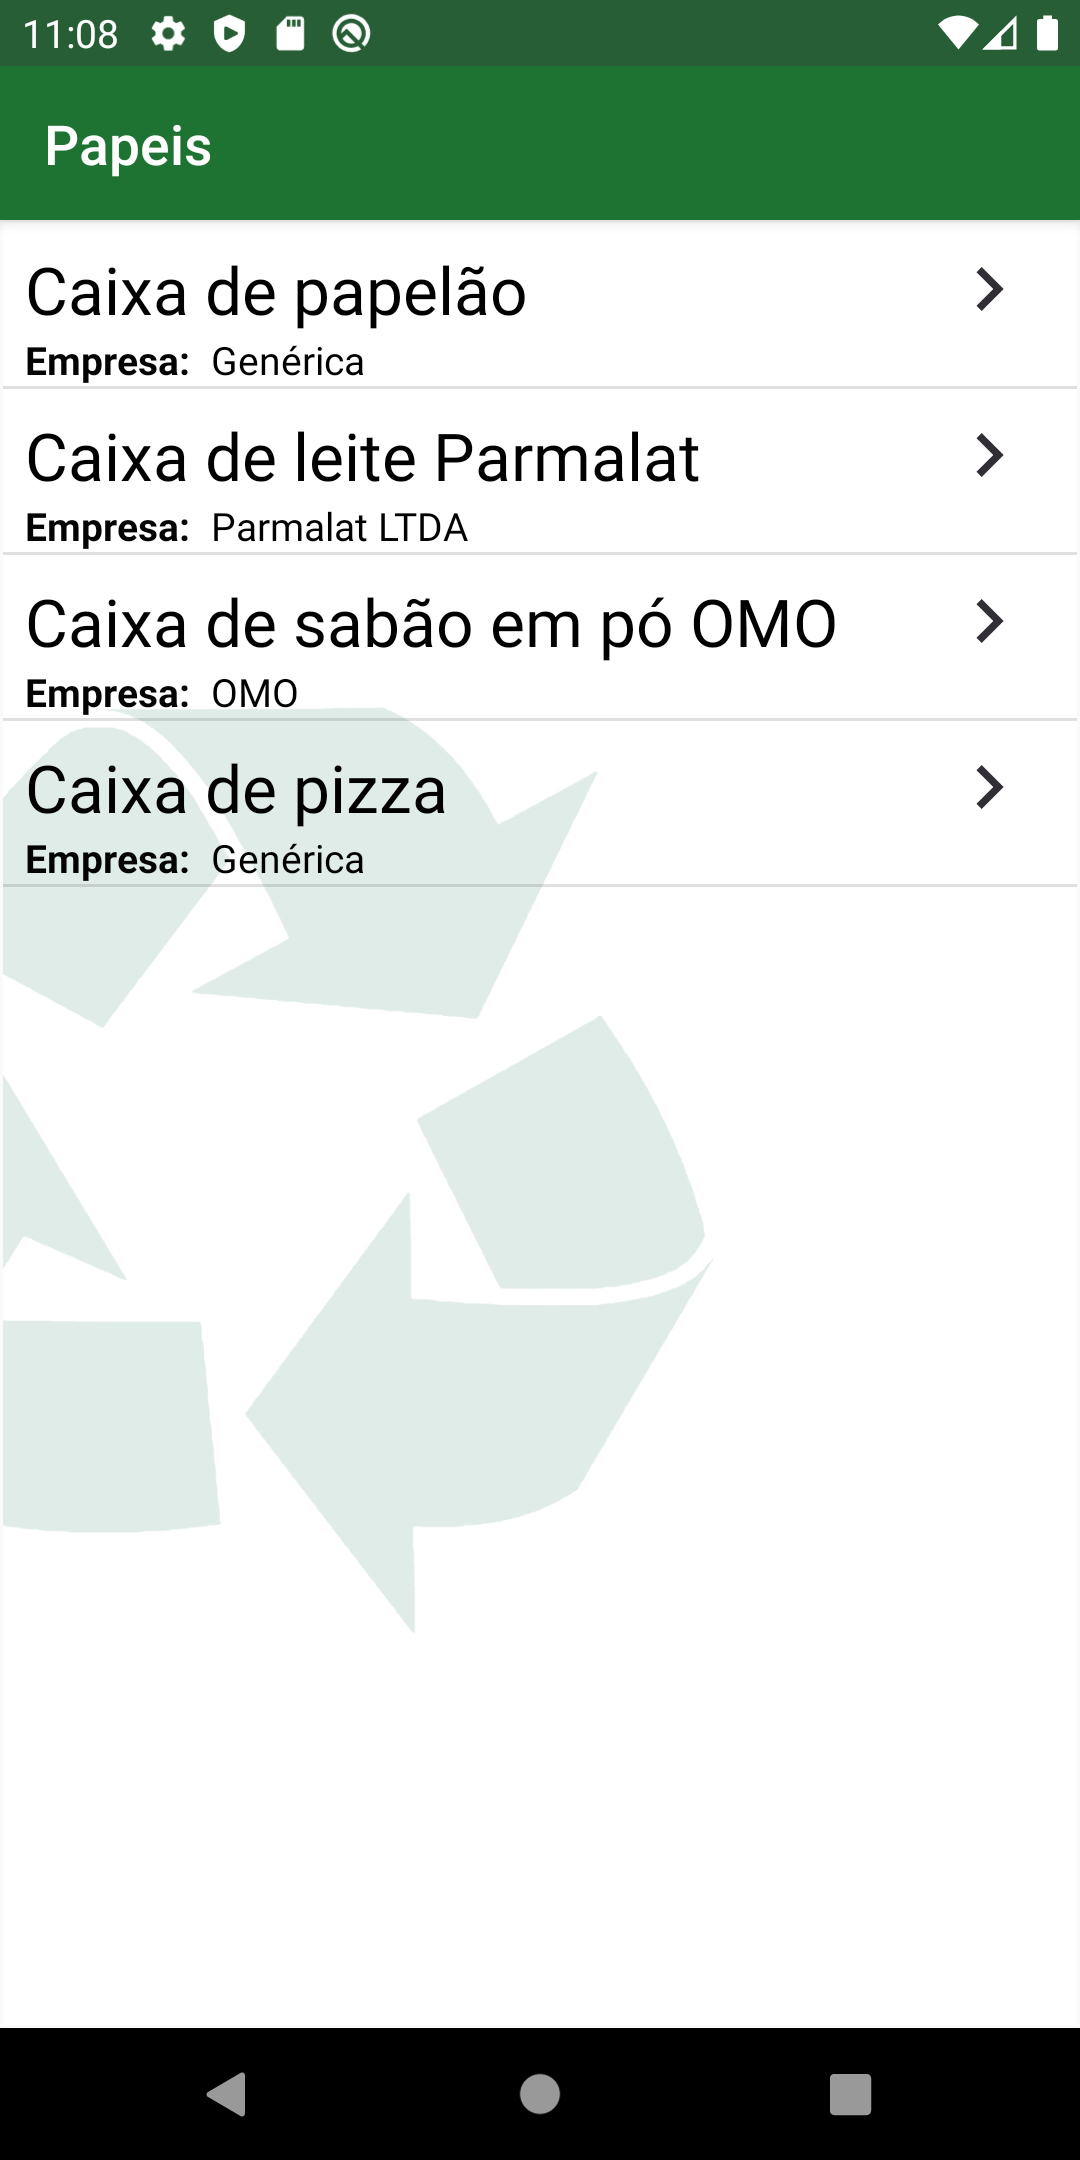 11:08
Papeis
Caixa de papelão
Empresa: Genérica
Caixa de leite Parmalat
Empresa: Parmalat LTDA
Caixa de sabão em pó OMO
Empresa: OMO
Caixa de pizza
Empresa: Genérica